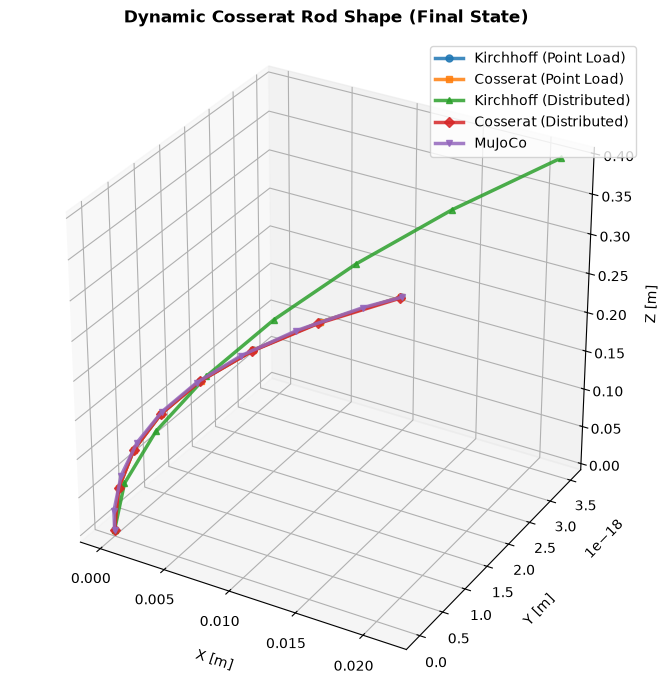 Dynamic Cosserat Rod Shape (Final State)
Kirchhoff (Point Load)
Cosserat (Point Load)
Kirchhoff (Distributed)
Cosserat (Distributed)
MuJoCo
0.40
0.35
0.30
0.25
0.20
0.15
0.10
0.05
0.00
Z [m]
3.5
3.0
2.5
2.0
1.5
1.0
0.5
0.0
1e−18
Y [m]
0.000
0.005
0.010
0.015
0.020
X [m]